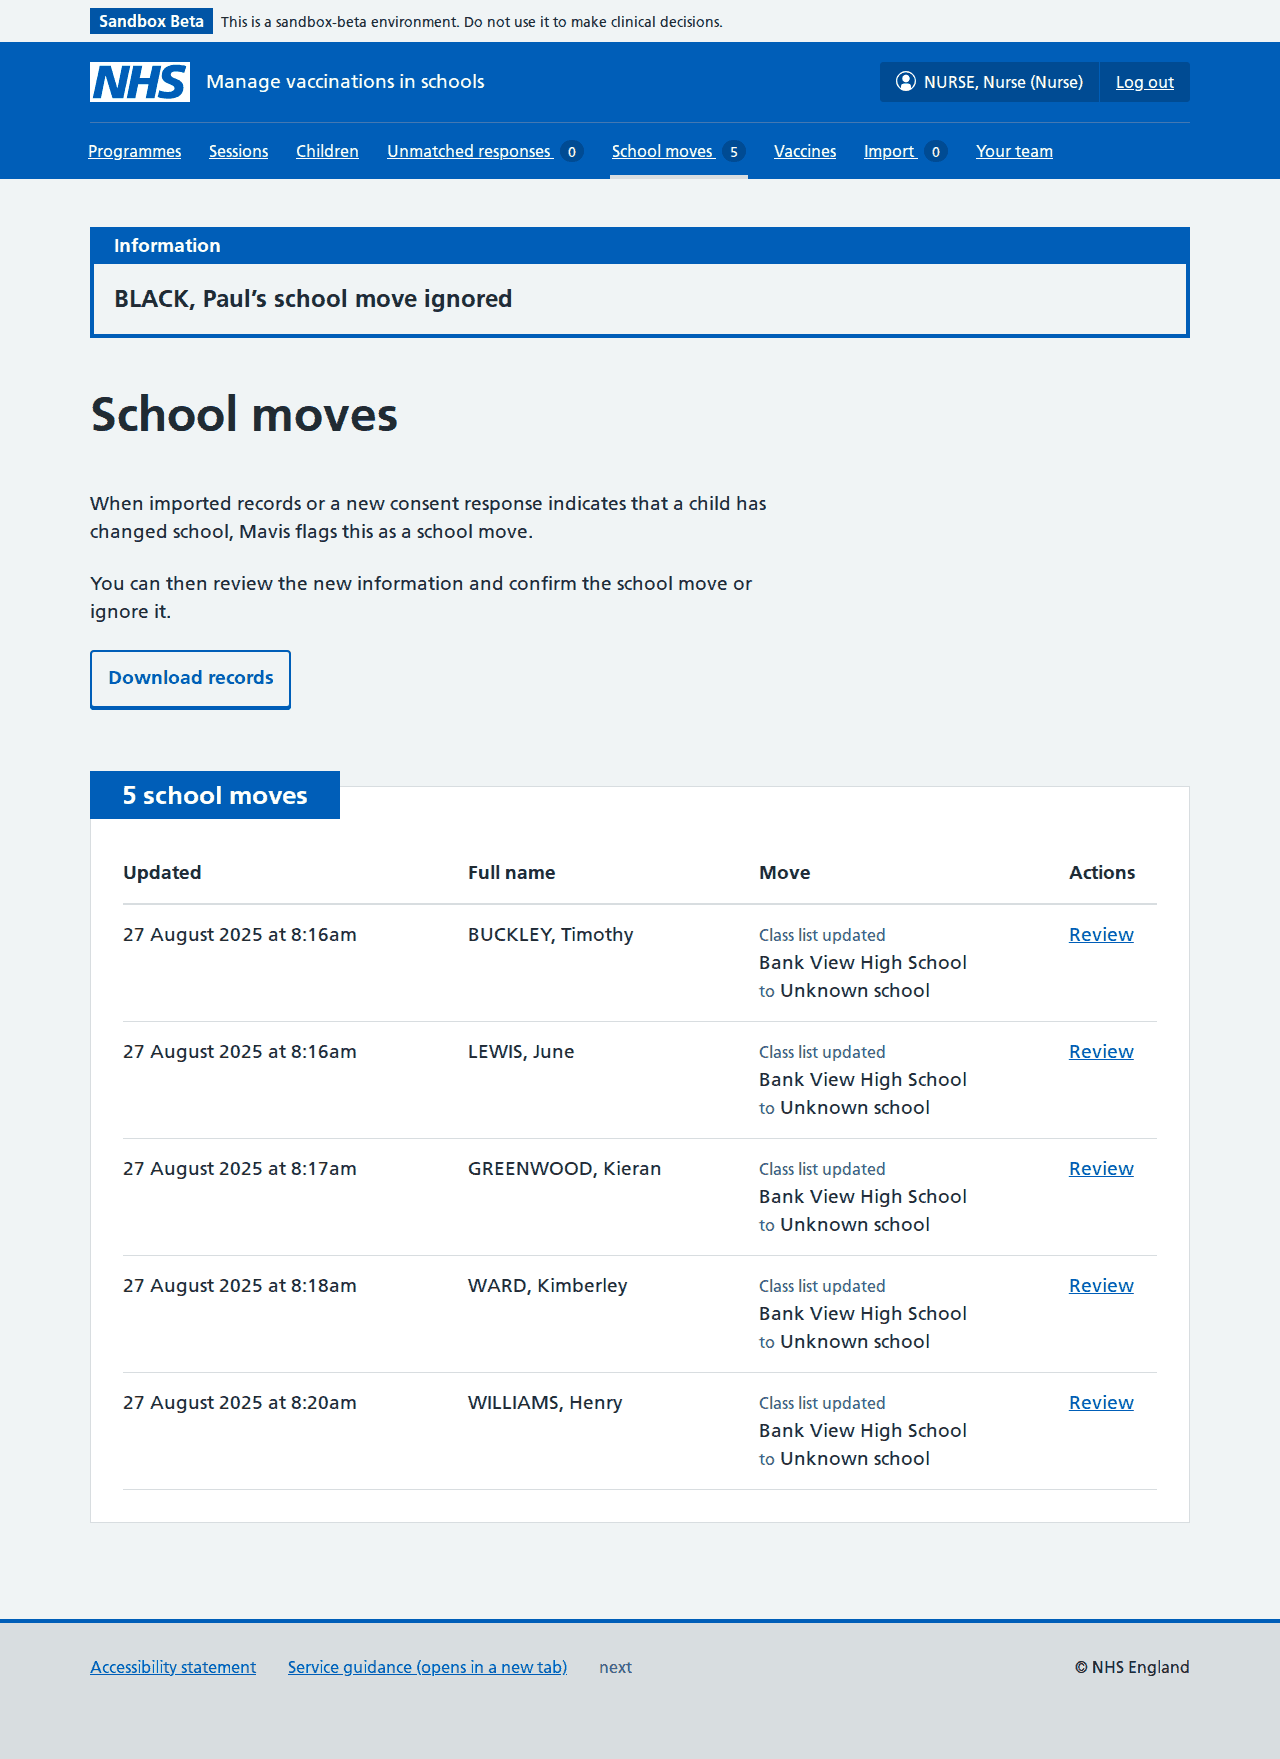 Sandbox Beta This is a sandbox-beta environment. Do not use it to make clinical decisions.
NHS Manage vaccinations in schools NURSE, Nurse (Nurse) Log out
Programmes Sessions Children Unmatched responses 0 School moves 5 Vaccines Import 0 Your team
Information
BLACK, Paul’s school move ignored
School moves
When imported records or a new consent response indicates that a child has
changed school, Mavis flags this as a school move.
You can then review the new information and confirm the school move or
ignore it.
Download records
5 school moves
Updated Full name Move Actions
27 August 2025 at 8:16am BUCKLEY, Timothy Class list updated Review
Bank View High School
to Unknown school
27 August 2025 at 8:16am LEWIS, June Class list updated Review
Bank View High School
to Unknown school
27 August 2025 at 8:17am GREENWOOD, Kieran Class list updated Review
Bank View High School
to Unknown school
27 August 2025 at 8:18am WARD, Kimberley Class list updated Review
Bank View High School
to Unknown school
27 August 2025 at 8:20am WILLIAMS, Henry Class list updated Review
Bank View High School
to Unknown school
Accessibility statement Service guidance (opens in a new tab) next © NHS England